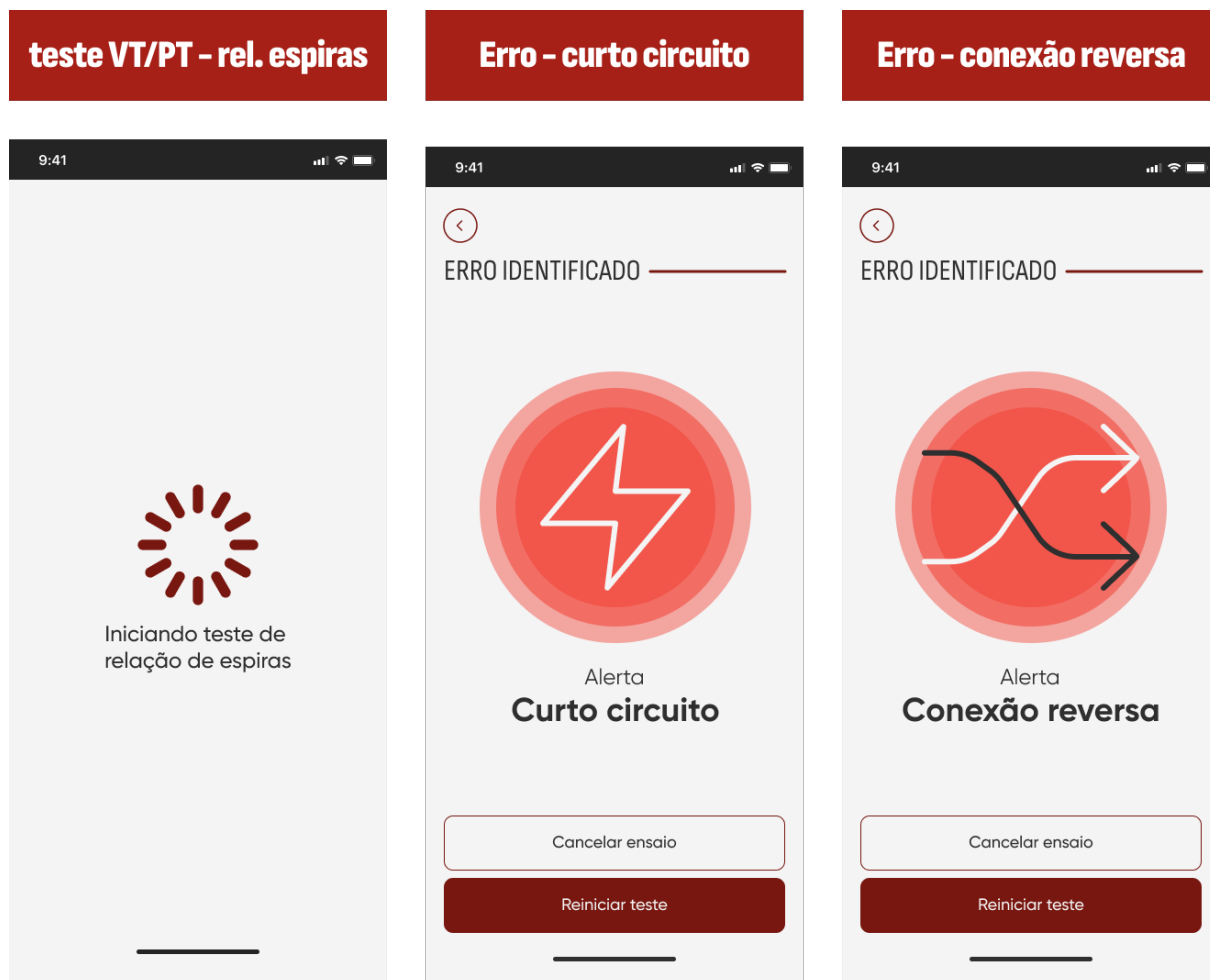 teste VT/PT – rel. espiras
Erro – curto circuito
Erro – conexão reversa
9:41
Iniciando teste de
relação de espiras
9:41
ERRO IDENTIFICADO
Alerta
Curto circuito
Cancelar ensaio
Reiniciar teste
9:41
ERRO IDENTIFICADO
Alerta
Conexão reversa
Cancelar ensaio
Reiniciar teste